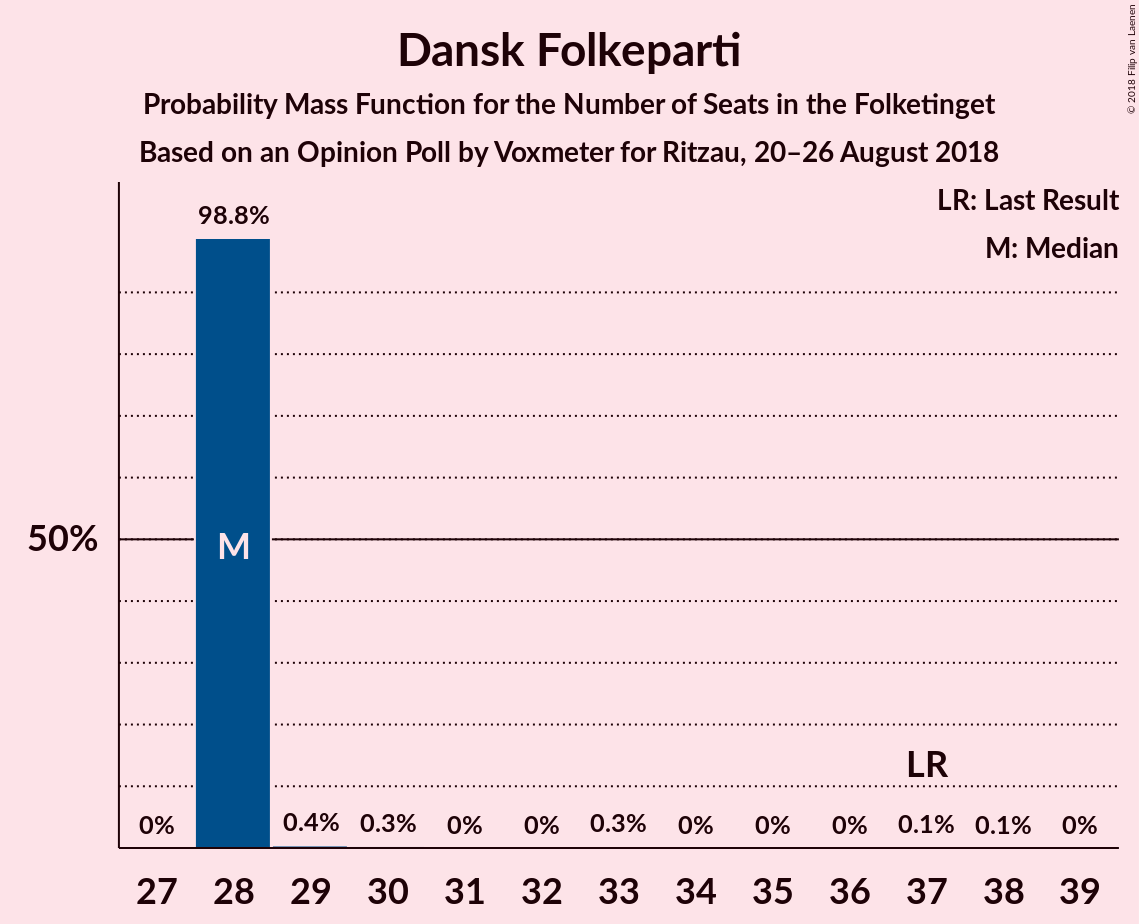 Dansk Folkeparti
Probability Mass Function for the Number of Seats in the Folketinget
Based on an Opinion Poll by Voxmeter for Ritzau, 20–26 August 2018
© 2018 Filip van Laenen
LR: Last Result
M: Median
98.8%
50%
M
LR
0% 0.4% 0.3% 0% 0% 0.3% 0% 0% 0% 0.1% 0.1% 0%
27 28 29 30 31 32 33 34 35 36 37 38 39